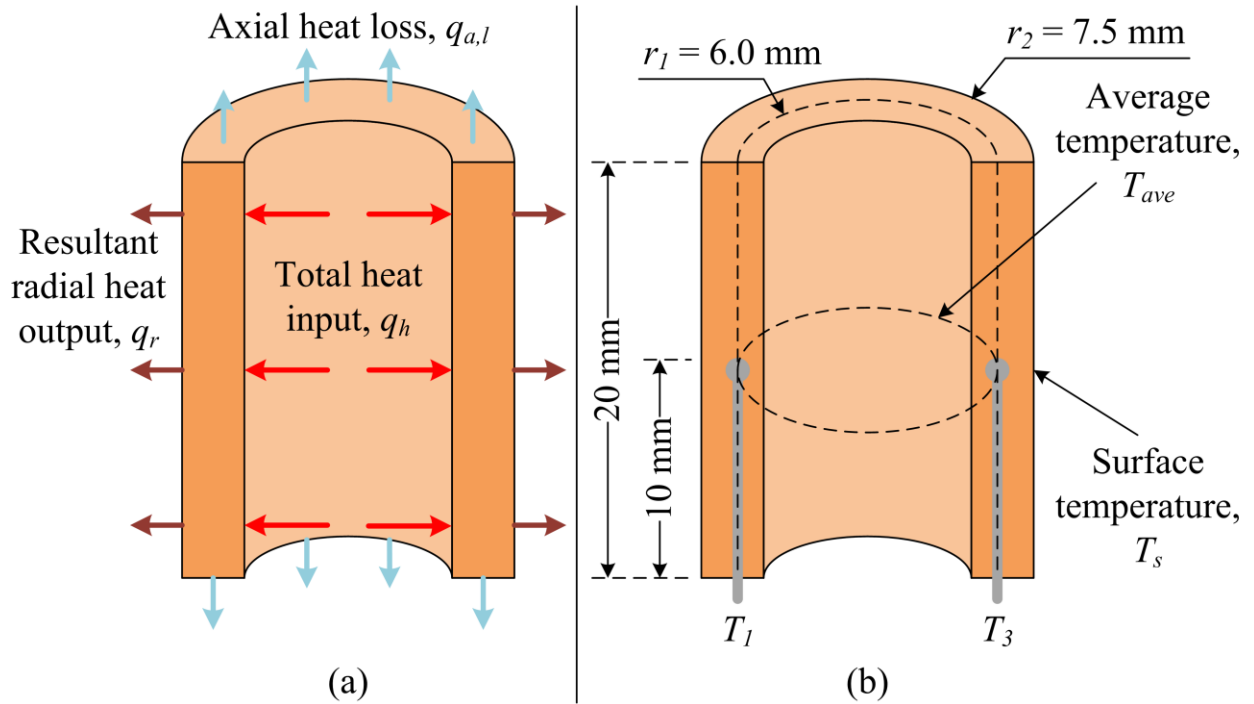 Axial heat loss, q_{a,l}
Resultant
radial heat
output, q_r
Total heat
input, q_h
(a)
r_1 = 6.0 mm
r_2 = 7.5 mm
Average
temperature,
T_{ave}
20 mm
10 mm
Surface
temperature,
T_s
T_1
T_3
(b)